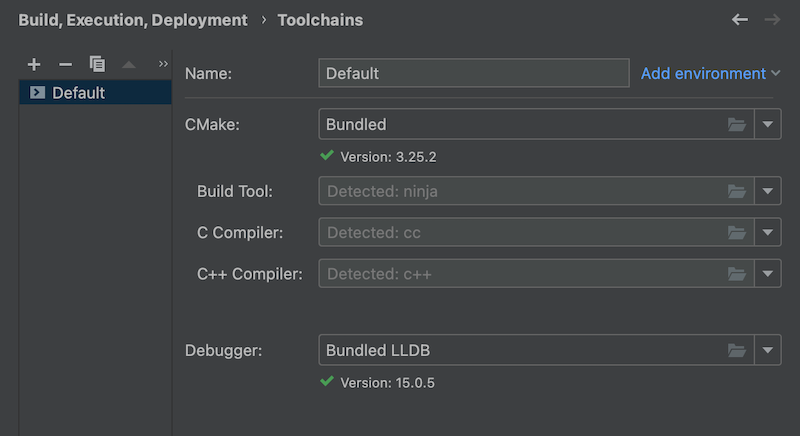 Build, Execution, Deployment › Toolchains
Default
Name: Default Add environment
CMake: Bundled
Version: 3.25.2
Build Tool: Detected: ninja
C Compiler: Detected: cc
C++ Compiler: Detected: c++
Debugger: Bundled LLDB
Version: 15.0.5